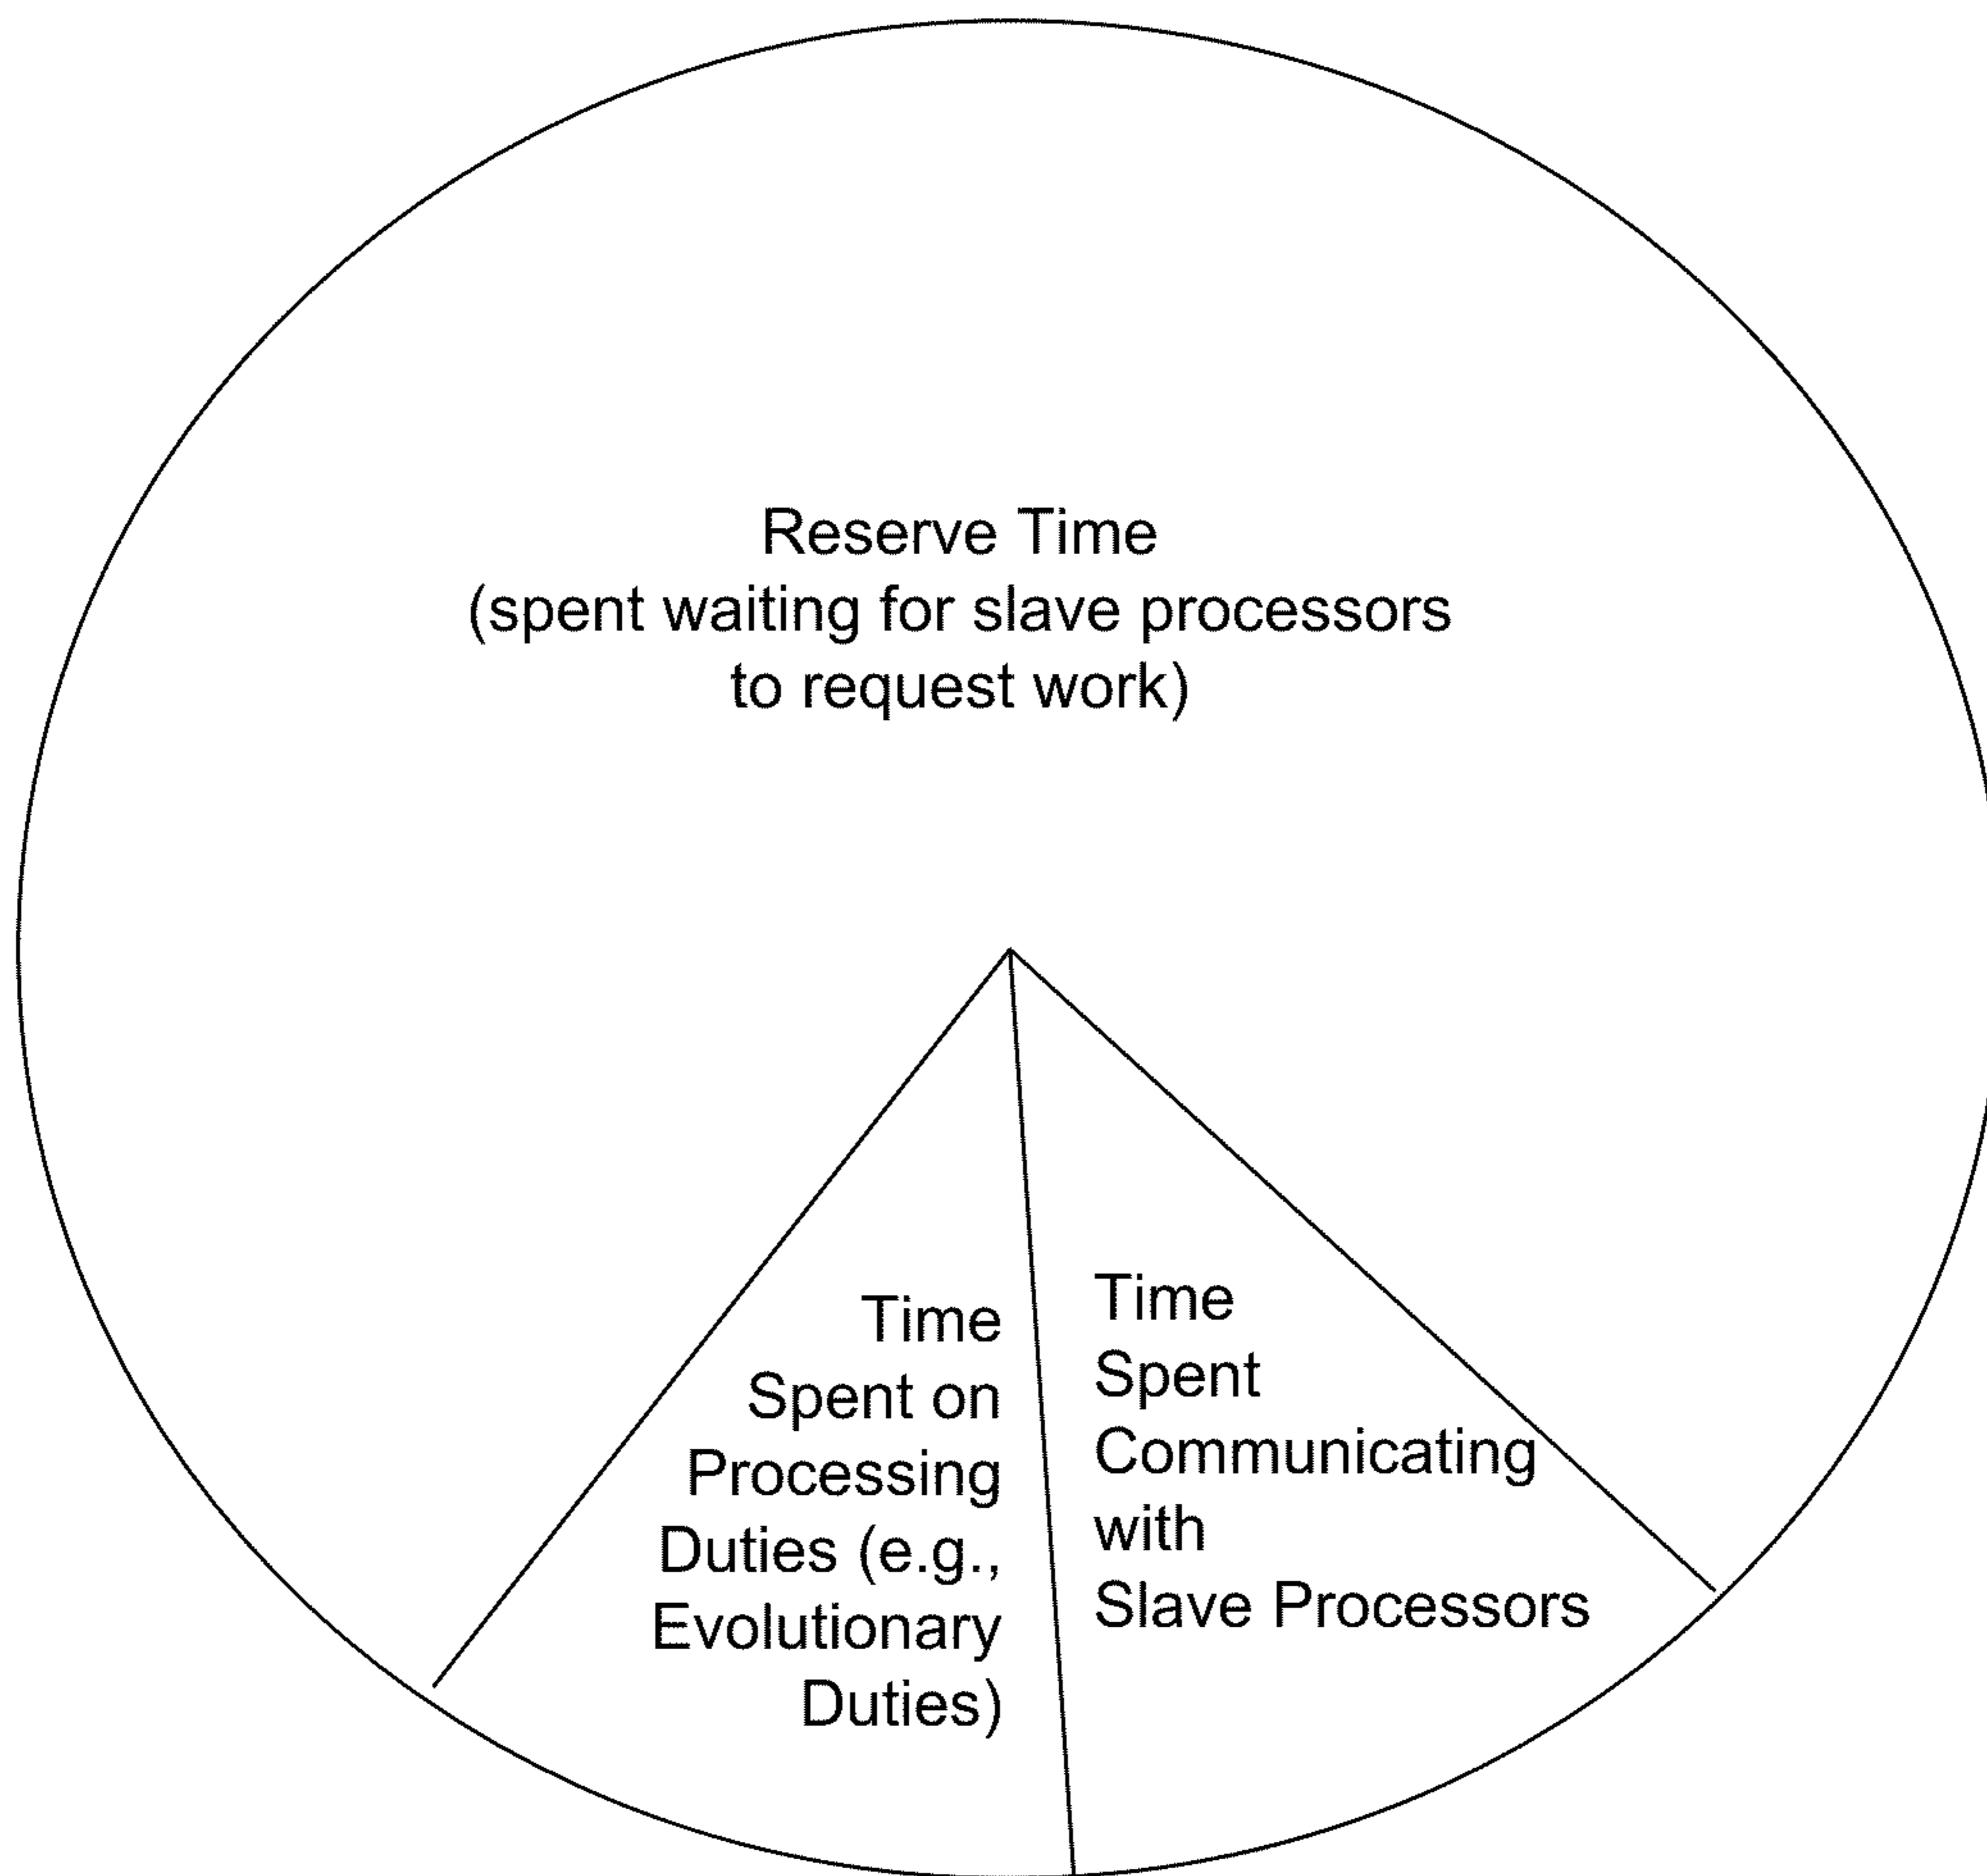 Reserve Time
(spent waiting for slave processors
to request work)
Time
Spent on
Processing
Duties (e.g.,
Evolutionary
Duties)
Time
Spent
Communicating
with
Slave Processors